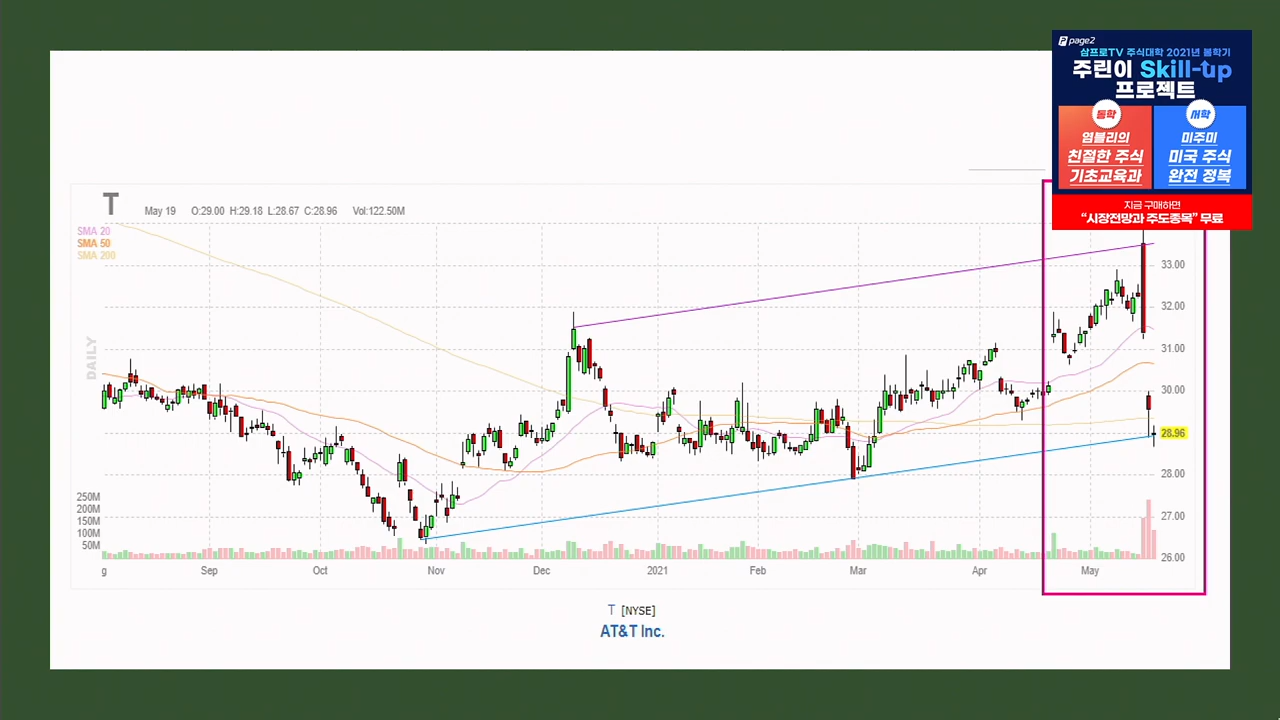 page2
삼프로TV 주식대학 2021년 봄학기
주린이 Skill-up
프로젝트
동학
염블리의
친절한 주식
기초교육과
서학
미주미
미국 주식
완전 정복
지금 구매하면
“시장전망과 주도종목” 무료
T May 19 O:29.00 H:29.18 L:28.67 C:28.96 Vol:122.50M
SMA 20
SMA 50
SMA 200
DAILY
33.00
32.00
31.00
30.00
28.96
28.00
27.00
26.00
250M
200M
150M
100M
50M
g Sep Oct Nov Dec 2021 Feb Mar Apr May
T [NYSE]
AT&T Inc.